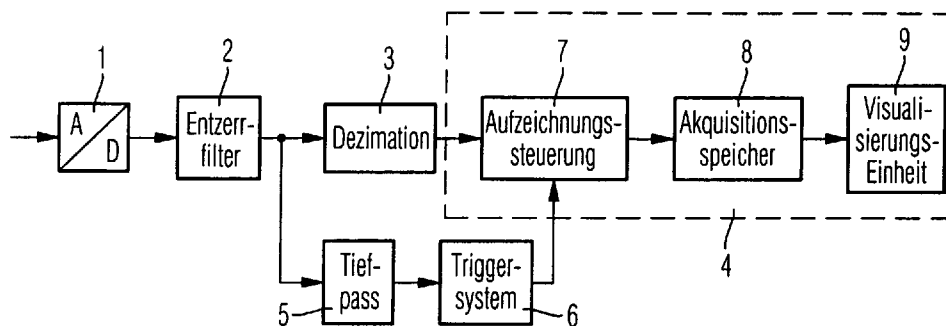 1
2
3
7
8
9
A
D
Entzerr-
filter
Dezimation
Aufzeichnungs-
steuerung
Akquisitions-
speicher
Visuali-
sierungs-
Einheit
Tief-
pass
5
Trigger-
system
6
4